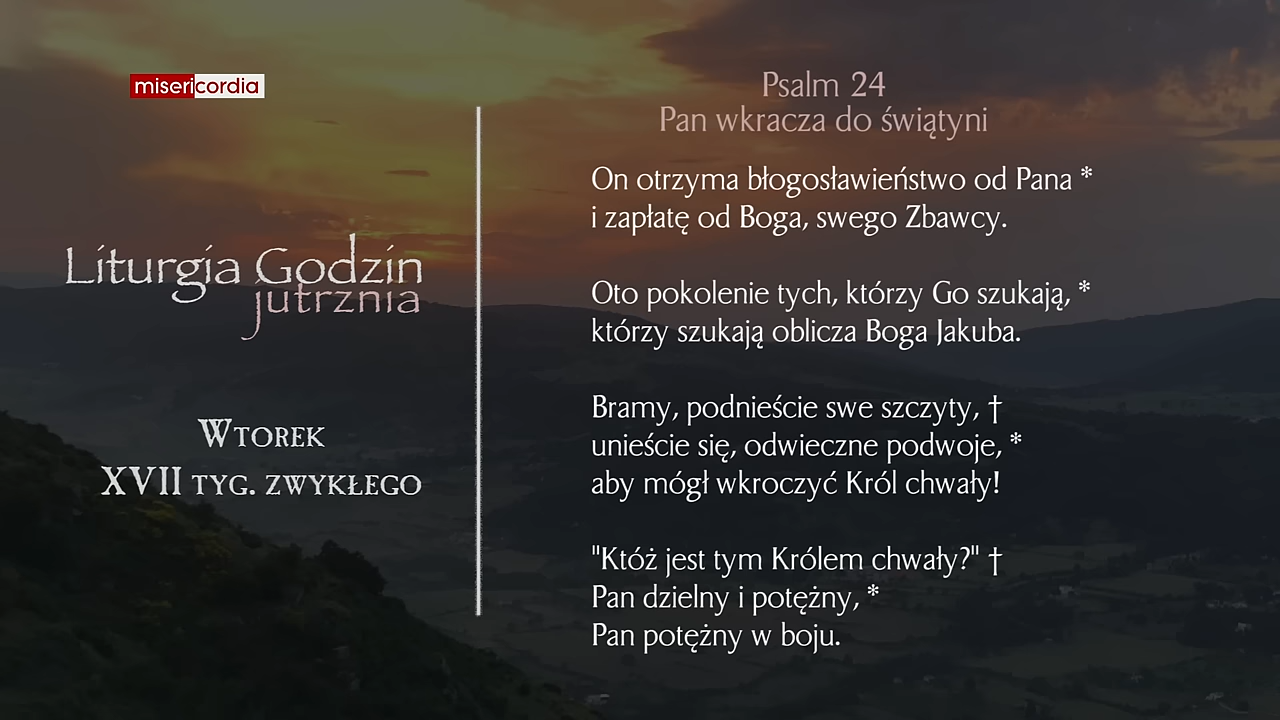 misericordia
Liturgia Godzin
jutrznia
Wtorek
XVII tyg. zwykłego
Psalm 24
Pan wkracza do świątyni
On otrzyma błogosławieństwo od Pana *
i zapłatę od Boga, swego Zbawcy.
Oto pokolenie tych, którzy Go szukają, *
którzy szukają oblicza Boga Jakuba.
Bramy, podnieście swe szczyty, †
unieście się, odwieczne podwoje, *
aby mógł wkroczyć Król chwały!
"Któż jest tym Królem chwały?" †
Pan dzielny i potężny, *
Pan potężny w boju.